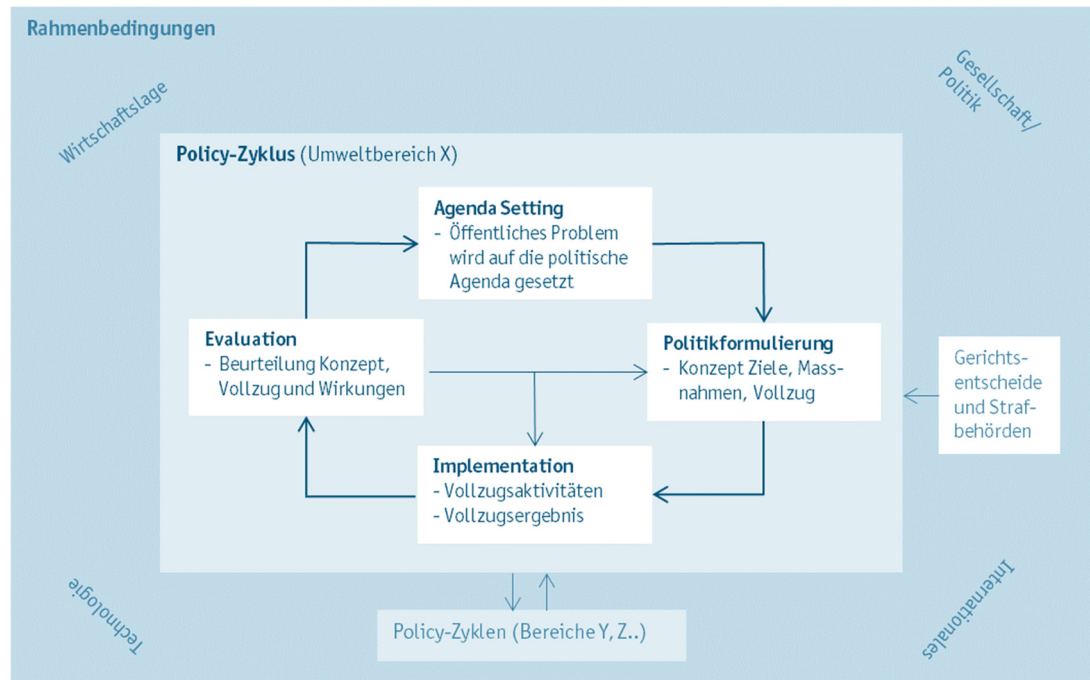 Rahmenbedingungen
Wirtschaftslage
Gesellschaft/
Politik
Policy-Zyklus (Umweltbereich X)
Agenda Setting
- Öffentliches Problem
wird auf die politische
Agenda gesetzt
Evaluation
- Beurteilung Konzept,
Vollzug und Wirkungen
Politikformulierung
- Konzept Ziele, Mass-
nahmen, Vollzug
Gerichts-
entscheide
und Straf-
behörden
Implementation
- Vollzugsaktivitäten
- Vollzugsergebnis
Technologie
Internationales
Policy-Zyklen (Bereiche Y, Z..)